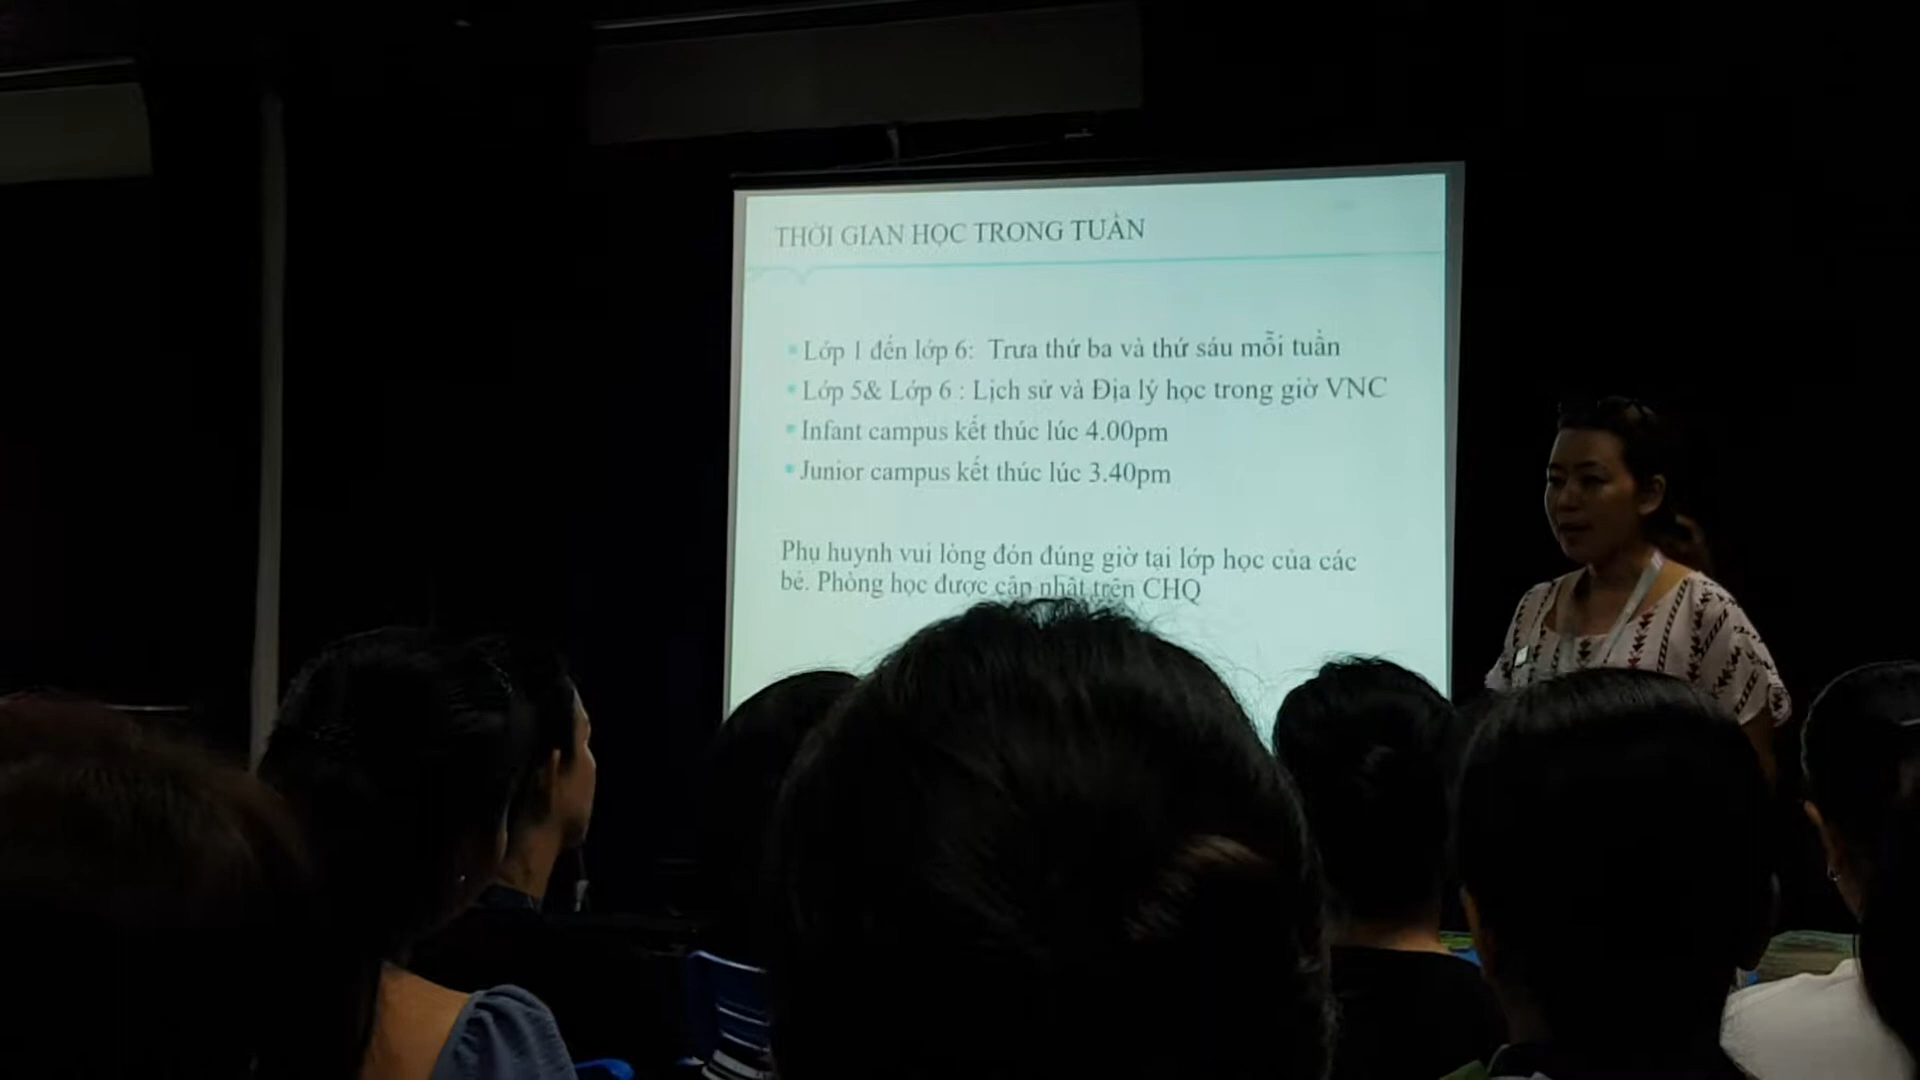 THỜI GIAN HỌC TRONG TUẦN
Lớp 1 đến lớp 6: Trưa thứ ba và thứ sáu mỗi tuần
Lớp 5& Lớp 6 : Lịch sử và Địa lý học trong giờ VNC
Infant campus kết thúc lúc 4.00pm
Junior campus kết thúc lúc 3.40pm
Phụ huynh vui lòng đón đúng giờ tại lớp học của các
bé. Phòng học được cập nhật trên CHQ